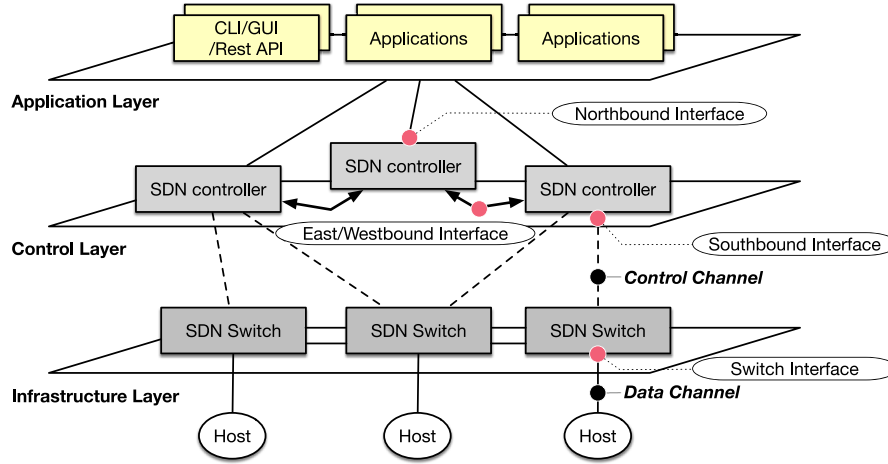 CLI/GUI
/Rest API
Applications
Applications
Application Layer
Northbound Interface
SDN controller
SDN controller
SDN controller
East/Westbound Interface
Southbound Interface
Control Layer
Control Channel
SDN Switch
SDN Switch
SDN Switch
Switch Interface
Infrastructure Layer
Data Channel
Host
Host
Host